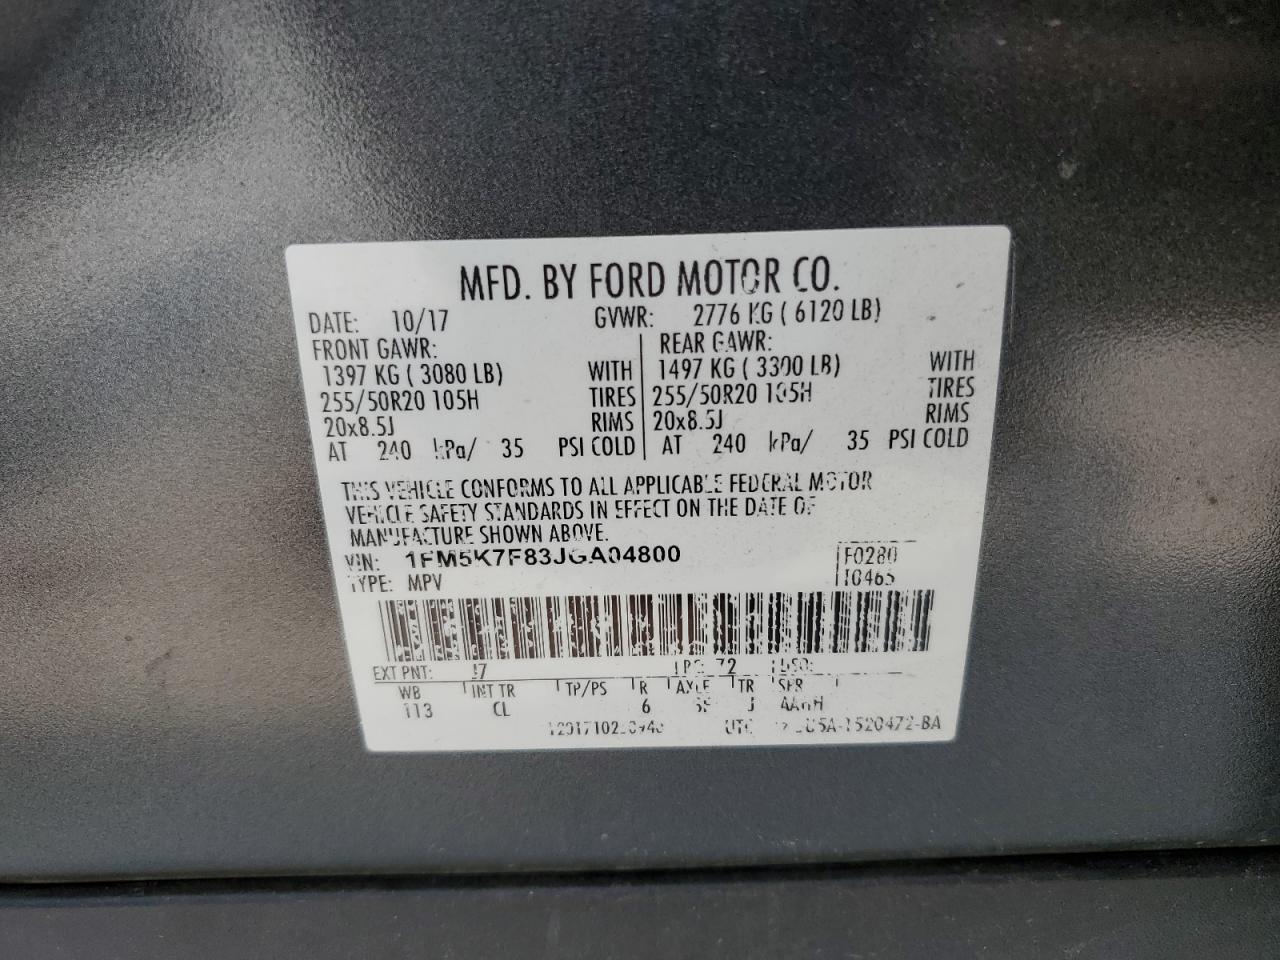 MFD. BY FORD MOTOR CO.
DATE: 10/17 GVWR: 2776 KG ( 6120 LB)
FRONT GAWR: REAR GAWR:
1397 KG ( 3080 LB) WITH 1497 KG ( 3300 LB) WITH
255/50R20 105H TIRES 255/50R20 105H TIRES
20x8.5J RIMS 20x8.5J RIMS
AT 240 kPa/ 35 PSI COLD AT 240 kPa/ 35 PSI COLD
THIS VEHICLE CONFORMS TO ALL APPLICABLE FEDERAL MOTOR
VEHICLE SAFETY STANDARDS IN EFFECT ON THE DATE OF
MANUFACTURE SHOWN ABOVE.
VIN: 1FM5K7F83JGA04800 F0280
TYPE: MPV T0465
EXT PNT: 72 DSO:
WB INT TR TP/PS R AXLE TR SPR
113 CL 6 J